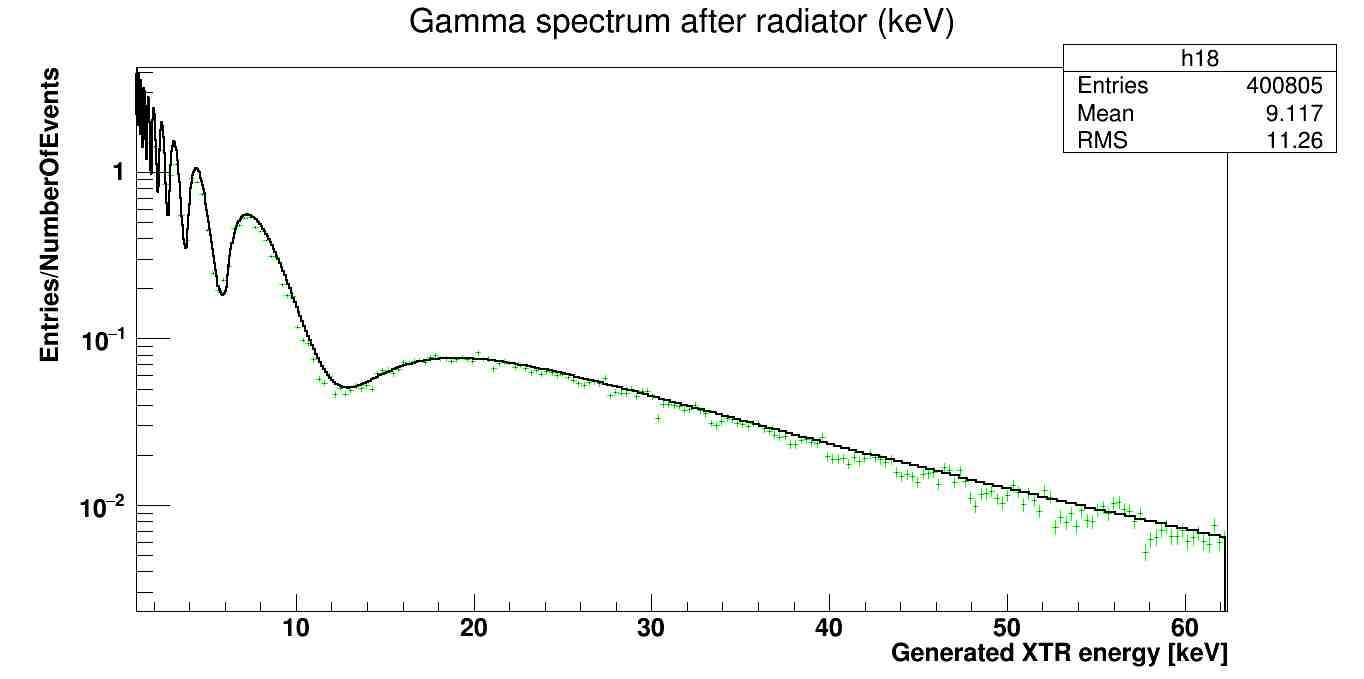 Gamma spectrum after radiator (keV)
h18
Entries 400805
Mean 9.117
RMS 11.26
Entries/NumberOfEvents
1
10⁻¹
10⁻²
10 20 30 40 50 60
Generated XTR energy [keV]